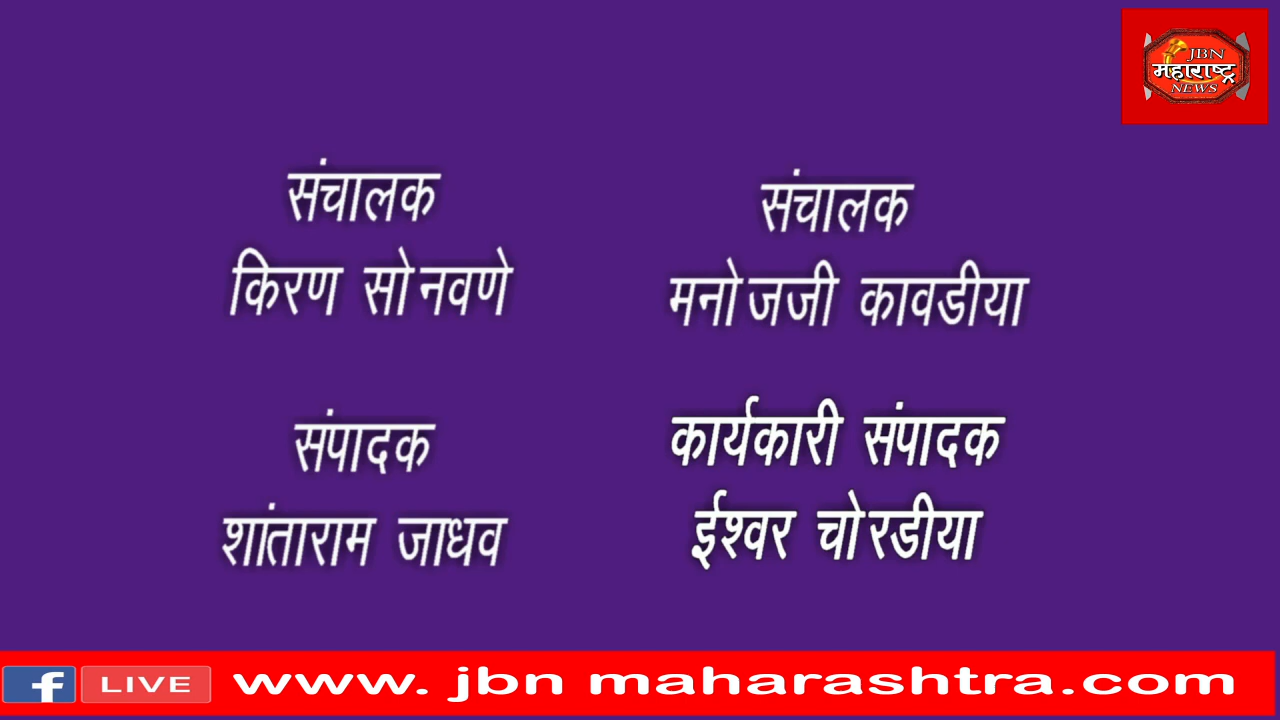 JBN
महाराष्ट्र
NEWS
संचालक
किरण सोनवणे
संचालक
मनोजजी कावडीया
संपादक
शांताराम जाधव
कार्यकारी संपादक
ईश्वर चोरडीया
f LIVE www. jbn maharashtra.com